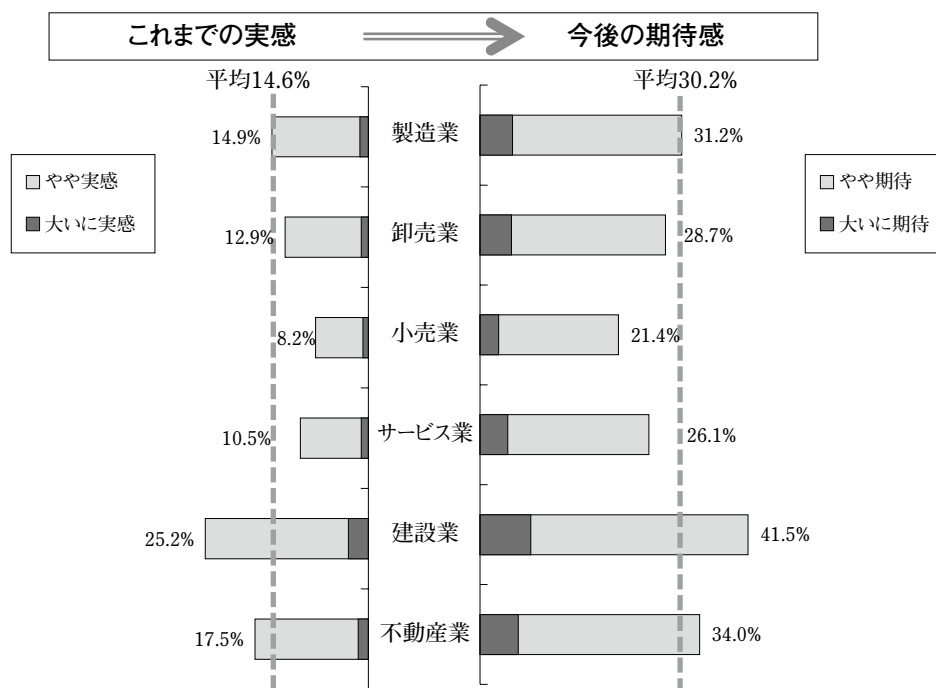 これまでの実感
今後の期待感
平均14.6%
平均30.2%
14.9%
製造業
31.2%
やや実感
大いに実感
やや期待
大いに期待
12.9%
卸売業
28.7%
8.2%
小売業
21.4%
10.5%
サービス業
26.1%
25.2%
建設業
41.5%
17.5%
不動産業
34.0%